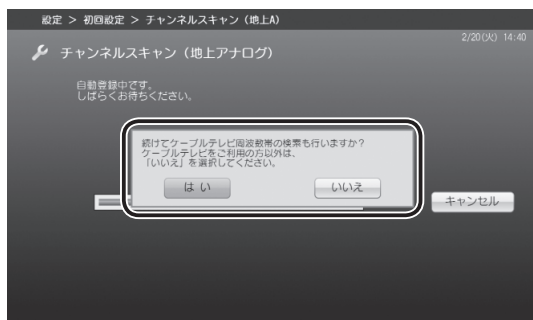 設定 > 初回設定 > チャンネルスキャン（地上A）
2/20(火) 14:40
チャンネルスキャン（地上アナログ）
自動登録中です。
しばらくお待ちください。
続けてケーブルテレビ周波数帯の検索も行いますか？
ケーブルテレビをご利用の方以外は、
「いいえ」を選択してください。
はい
いいえ
キャンセル